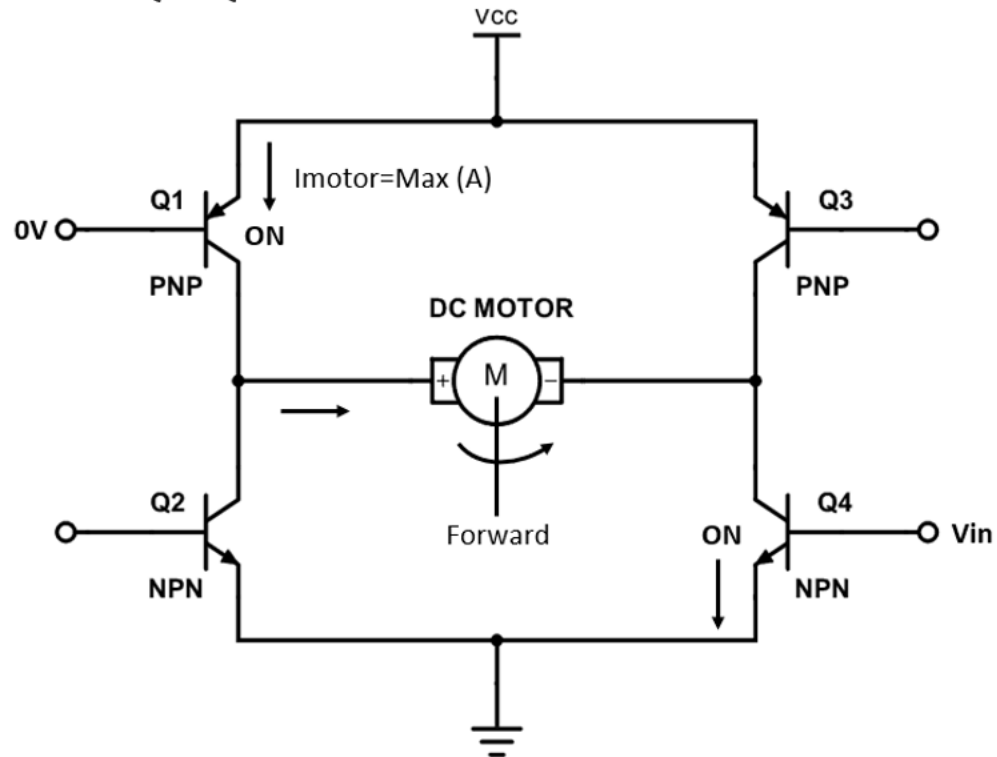 Vcc
Imotor=Max (A)
Q1
Q3
0V
ON
PNP
PNP
DC MOTOR
+
M
−
Q2
Q4
Forward
ON
Vin
NPN
NPN